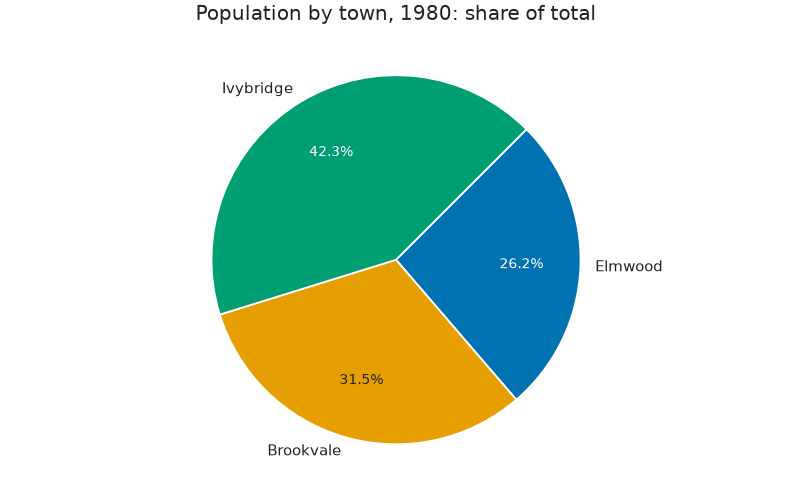 Population by town, 1980: share of total
Ivybridge
42.3%
26.2%
Elmwood
31.5%
Brookvale